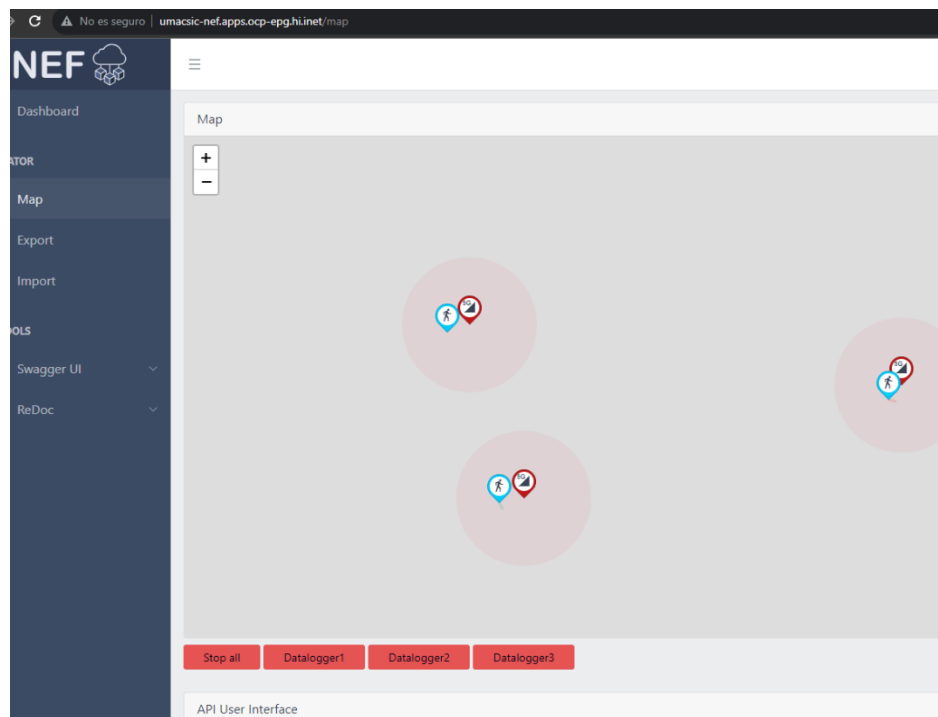 No es seguro | umacsic-nef.apps.ocp-epg.hi.inet/map
NEF
Dashboard
ATOR
Map
Export
Import
OOLS
Swagger UI
ReDoc
Map
+
−
5G
5G
5G
Stop all Datalogger1 Datalogger2 Datalogger3
API User Interface